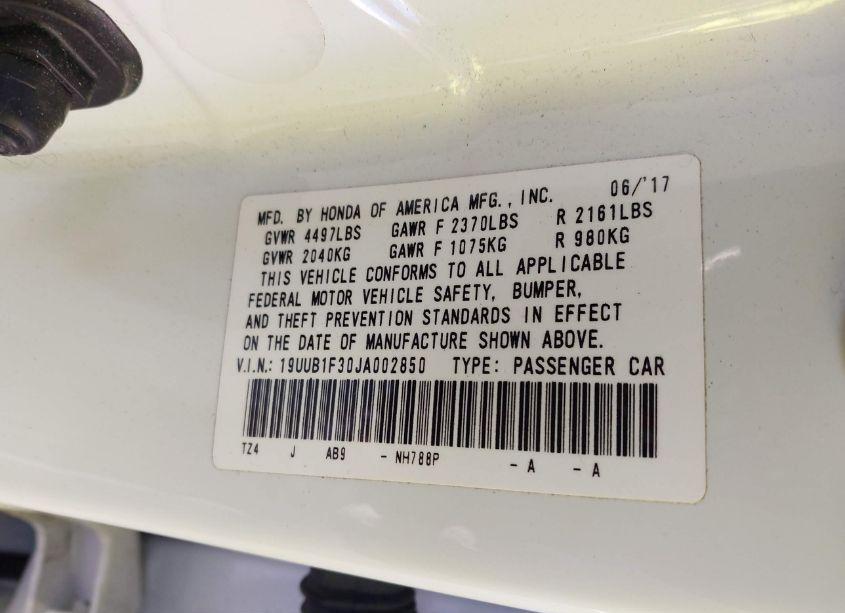 MFD. BY HONDA OF AMERICA MFG., INC. 06/'17
GVWR 4497LBS GAWR F 2370LBS R 2161LBS
GVWR 2040KG GAWR F 1075KG R 980KG
THIS VEHICLE CONFORMS TO ALL APPLICABLE
FEDERAL MOTOR VEHICLE SAFETY, BUMPER,
AND THEFT PREVENTION STANDARDS IN EFFECT
ON THE DATE OF MANUFACTURE SHOWN ABOVE.
V.I.N.: 19UUB1F30JA002850 TYPE: PASSENGER CAR
TZ4 J AB9 - NH788P - A - A